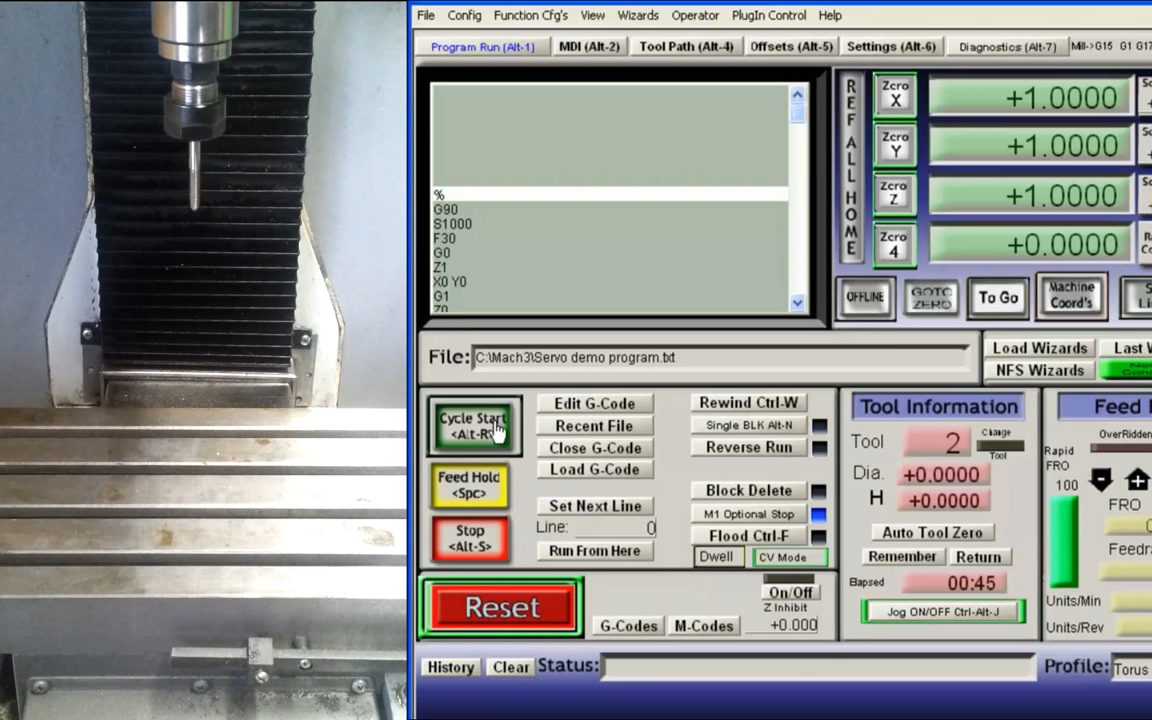 File Config Function Cfg's View Wizards Operator PlugIn Control Help
Program Run (Alt-1) MDI (Alt-2) Tool Path (Alt-4) Offsets (Alt-5) Settings (Alt-6) Diagnostics (Alt-7) Mill->G15 G1 G17
%
G90
S1000
F30
G0
Z1
X0 Y0
G1
Z0
REF ALL HOME
Zero X +1.0000
Zero Y +1.0000
Zero Z +1.0000
Zero 4 +0.0000
OFFLINE GOTO ZERO To Go Machine Coord's
File: C:\Mach3\Servo demo program.txt
Load Wizards Last
NFS Wizards
Cycle Start
<Alt-R>
Feed Hold
<Spc>
Stop
<Alt-S>
Edit G-Code
Recent File
Close G-Code
Load G-Code
Set Next Line
Line: 0
Run From Here
Rewind Ctrl-W
Single BLK Alt-N
Reverse Run
Block Delete
M1 Optional Stop
Flood Ctrl-F
Dwell CV Mode
Reset
G-Codes M-Codes
On/Off
Z Inhibit
+0.000
Tool Information
Tool 2 Change Tool
Dia. +0.0000
H +0.0000
Auto Tool Zero
Remember Return
Elapsed 00:45
Jog ON/OFF Ctrl-Alt-J
Feed
OverRidden
Rapid
FRO
100
FRO
Feedra
Units/Min
Units/Rev
History Clear Status:
Profile: Torus